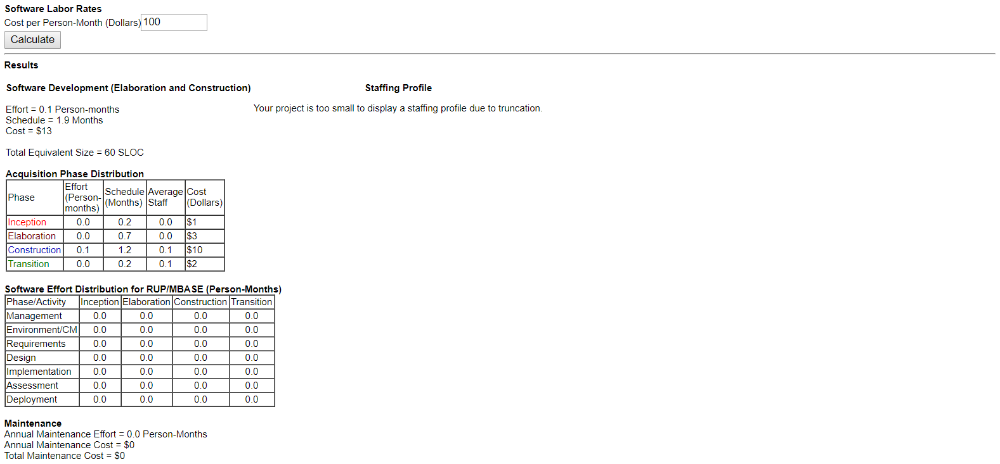 Software Labor Rates
Cost per Person-Month (Dollars) 100
Calculate
Results
Software Development (Elaboration and Construction)
Effort = 0.1 Person-months
Schedule = 1.9 Months
Cost = $13
Total Equivalent Size = 60 SLOC
Staffing Profile
Your project is too small to display a staffing profile due to truncation.
Acquisition Phase Distribution
Phase Effort (Person-months) Schedule (Months) Average Staff Cost (Dollars)
Inception 0.0 0.2 0.0 $1
Elaboration 0.0 0.7 0.0 $3
Construction 0.1 1.2 0.1 $10
Transition 0.0 0.2 0.1 $2
Software Effort Distribution for RUP/MBASE (Person-Months)
Phase/Activity Inception Elaboration Construction Transition
Management 0.0 0.0 0.0 0.0
Environment/CM 0.0 0.0 0.0 0.0
Requirements 0.0 0.0 0.0 0.0
Design 0.0 0.0 0.0 0.0
Implementation 0.0 0.0 0.0 0.0
Assessment 0.0 0.0 0.0 0.0
Deployment 0.0 0.0 0.0 0.0
Maintenance
Annual Maintenance Effort = 0.0 Person-Months
Annual Maintenance Cost = $0
Total Maintenance Cost = $0